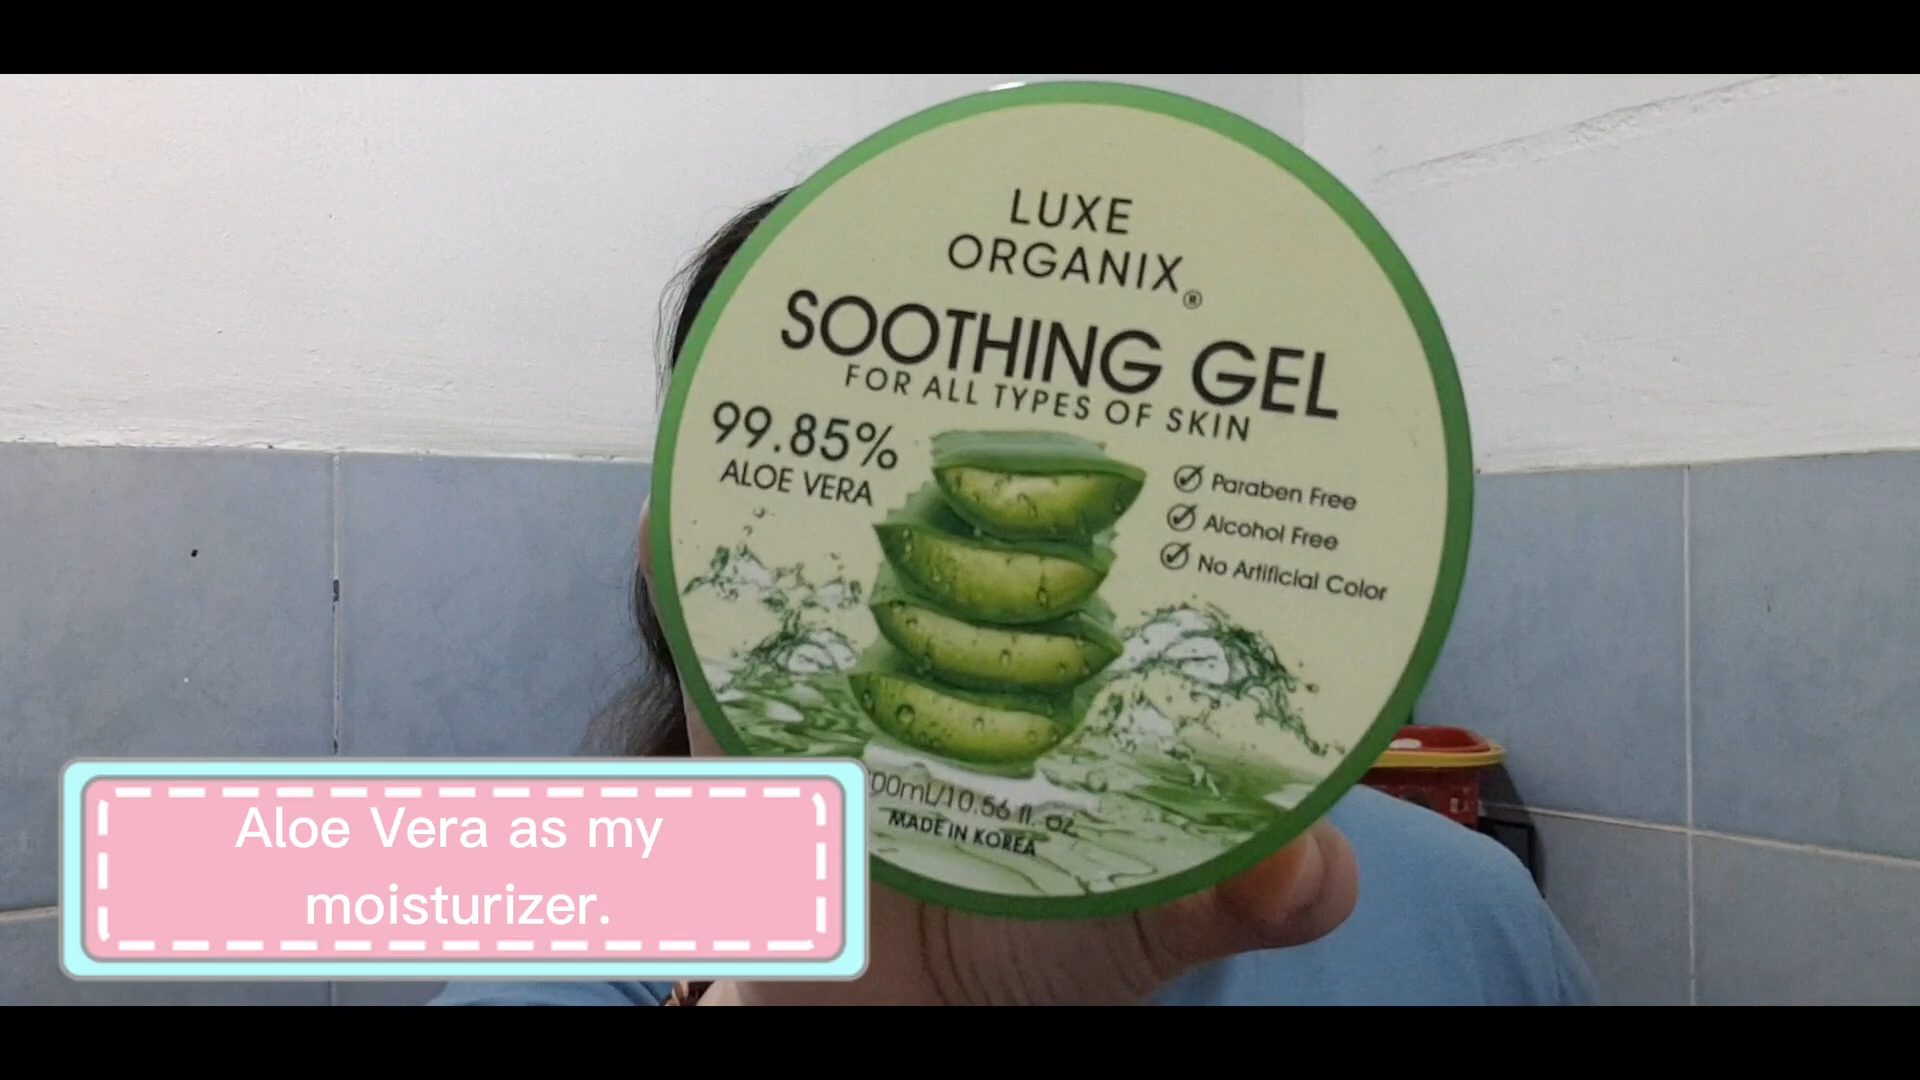 LUXE
ORGANIX®
SOOTHING GEL
FOR ALL TYPES OF SKIN
99.85%
ALOE VERA
Paraben Free
Alcohol Free
No Artificial Color
10.56 fl. oz
MADE IN KOREA
Aloe Vera as my
moisturizer.